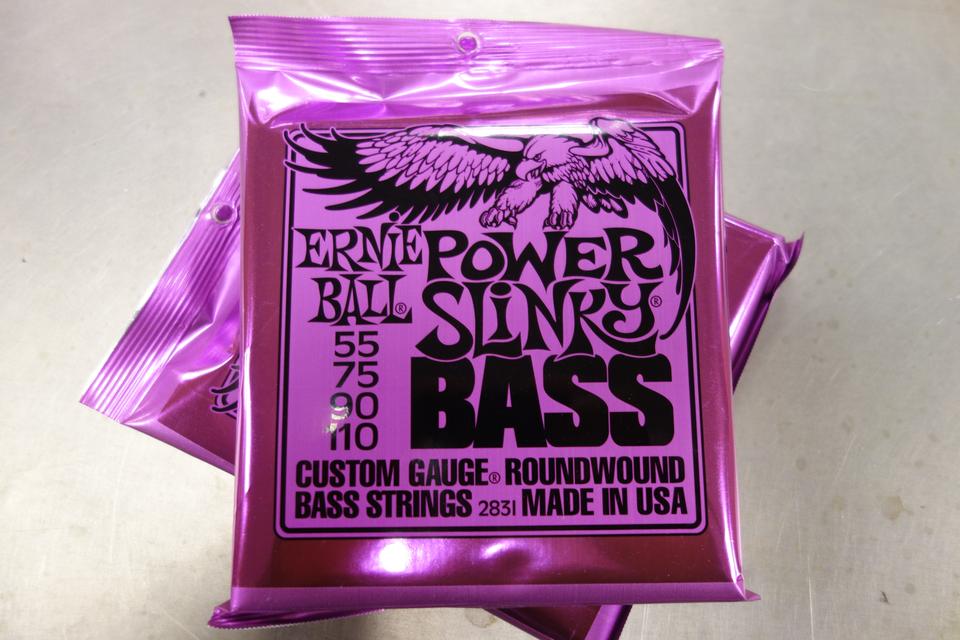 ERNiE BALL®
POWER SLiNKY®
BASS
55
75
90
110
CUSTOM GAUGE® ROUNDWOUND
BASS STRINGS 2831 MADE IN USA